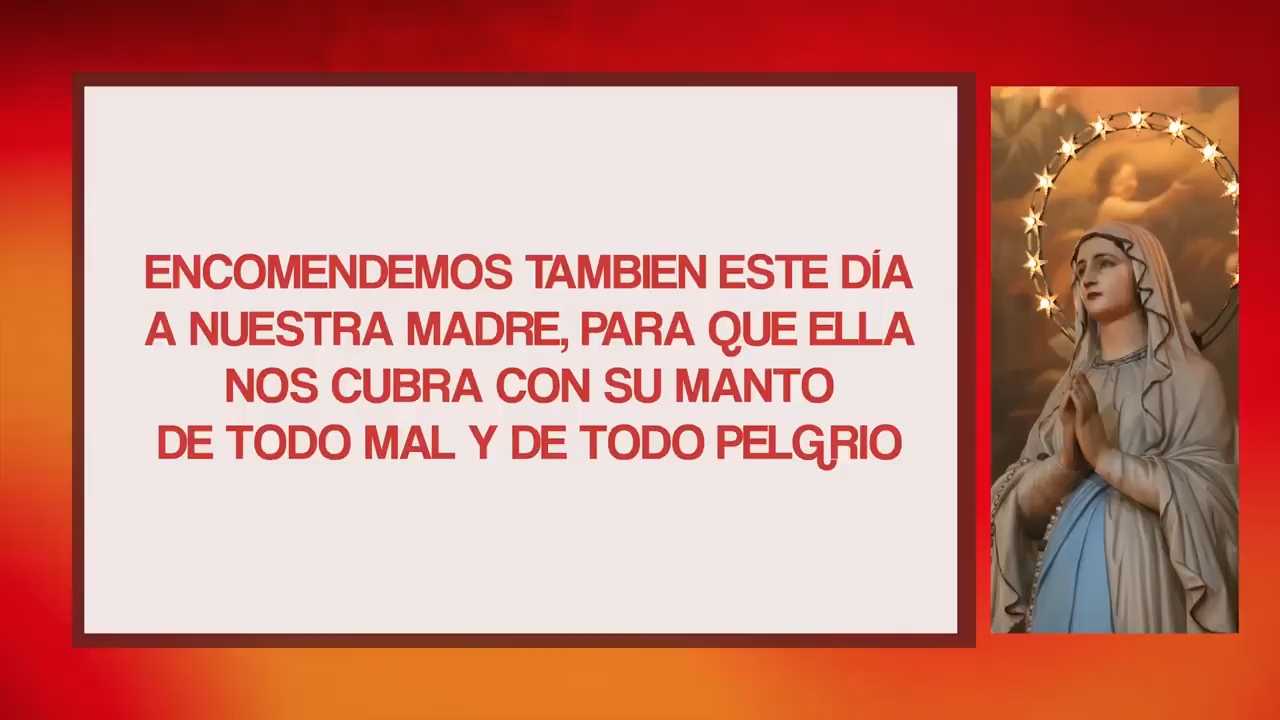 ENCOMENDEMOS TAMBIEN ESTE DÍA
A NUESTRA MADRE, PARA QUE ELLA
NOS CUBRA CON SU MANTO
DE TODO MAL Y DE TODO PELGRIO